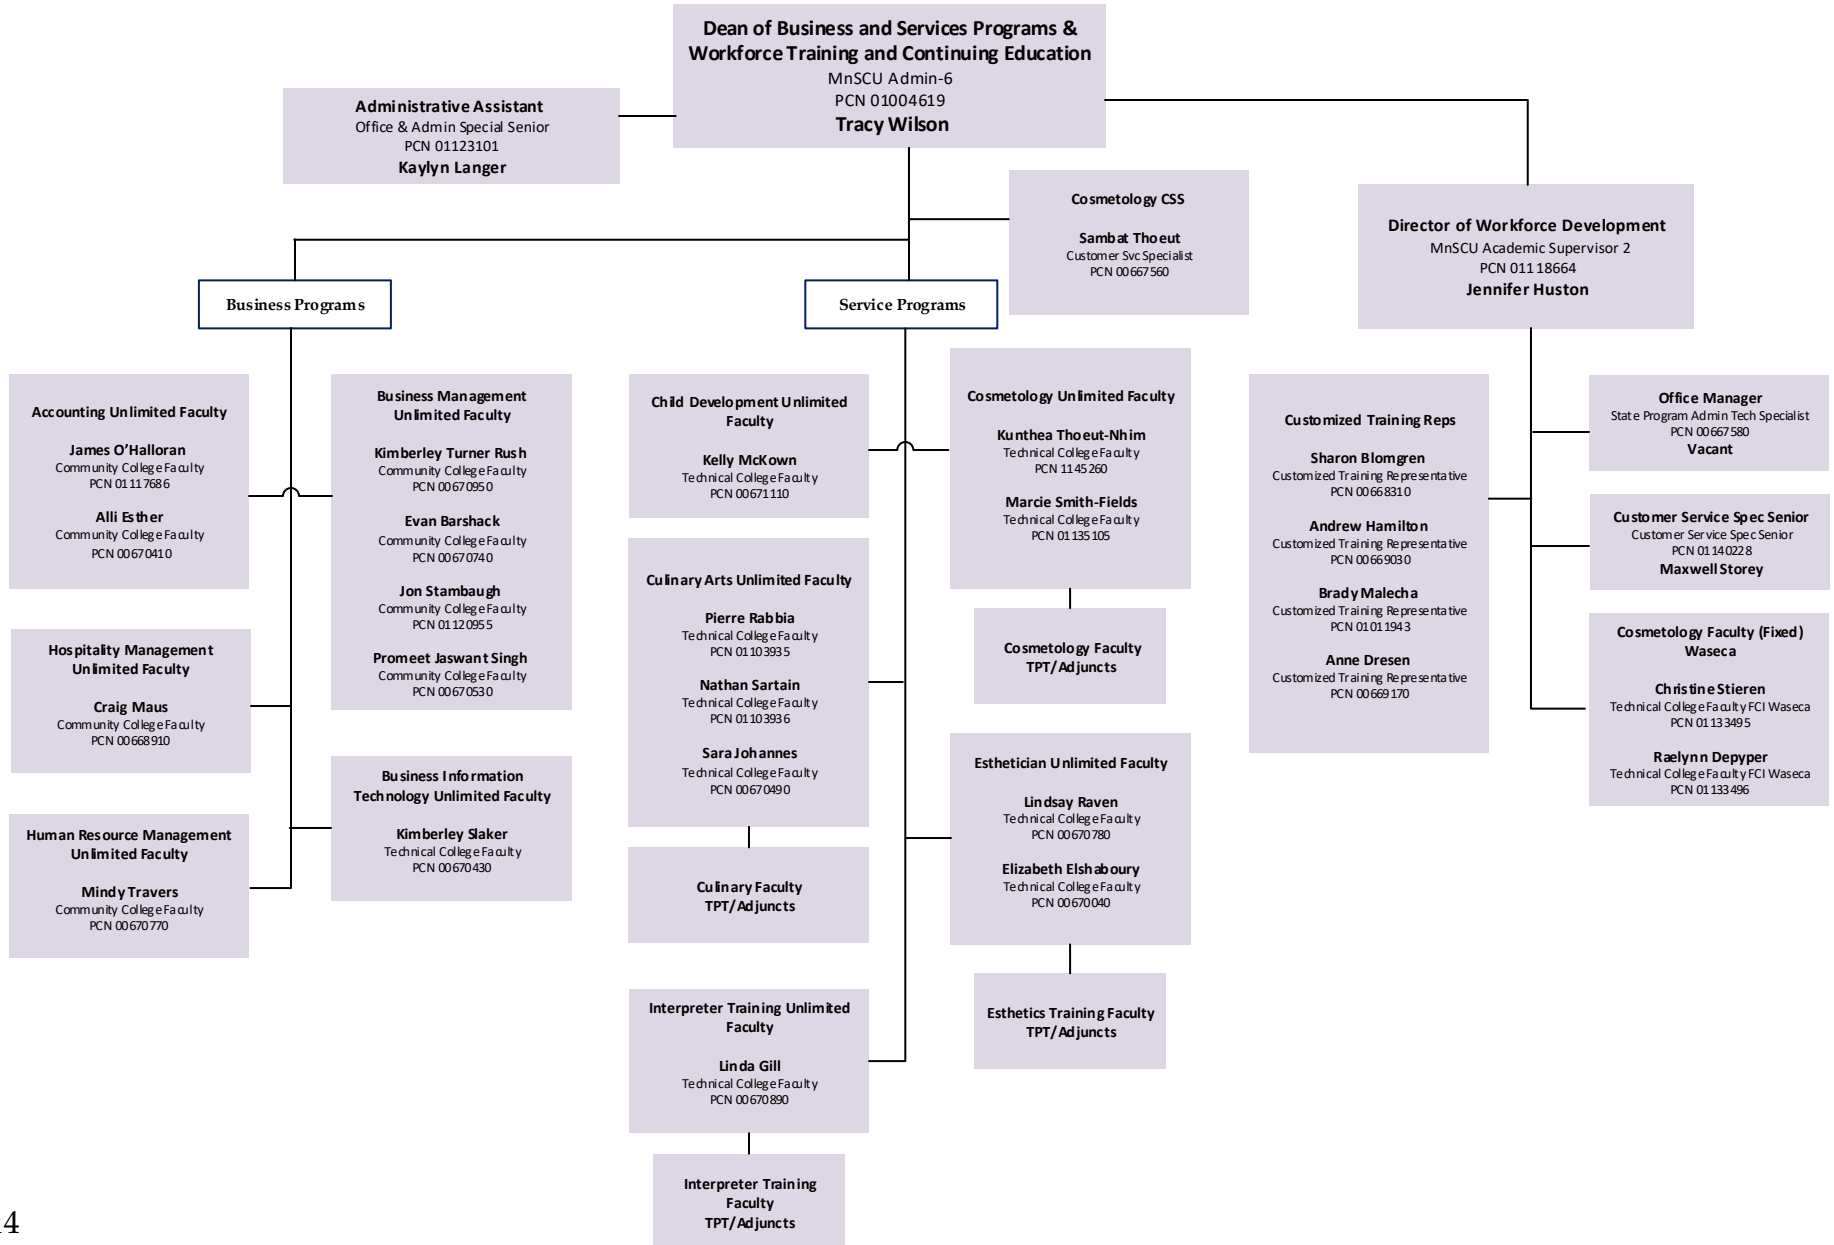 Dean of Business and Services Programs &
Workforce Training and Continuing Education
MnSCU Admin-6
PCN 01004619
Tracy Wilson
Administrative Assistant
Office & Admin Special Senior
PCN 01123101
Kaylyn Langer
Cosmetology CSS
Sambat Thoeut
Customer Svc Specialist
PCN 00667560
Director of Workforce Development
MnSCU Academic Supervisor 2
PCN 01118664
Jennifer Huston
Business Programs
Service Programs
Accounting Unlimited Faculty
James O’Halloran
Community College Faculty
PCN 01117686
Alli Esther
Community College Faculty
PCN 00670410
Business Management
Unlimited Faculty
Kimberley Turner Rush
Community College Faculty
PCN 00670950
Evan Barshack
Community College Faculty
PCN 00670740
Jon Stambaugh
Community College Faculty
PCN 01120955
Promeet Jaswant Singh
Community College Faculty
PCN 00670530
Hospitality Management
Unlimited Faculty
Craig Maus
Community College Faculty
PCN 00668910
Business Information
Technology Unlimited Faculty
Kimberley Slaker
Technical College Faculty
PCN 00670430
Human Resource Management
Unlimited Faculty
Mindy Travers
Community College Faculty
PCN 00670770
Child Development Unlimited
Faculty
Kelly McKown
Technical College Faculty
PCN 00671110
Cosmetology Unlimited Faculty
Kunthea Thoeut-Nhim
Technical College Faculty
PCN 1145260
Marcie Smith-Fields
Technical College Faculty
PCN 01135105
Cosmetology Faculty
TPT/Adjuncts
Culinary Arts Unlimited Faculty
Pierre Rabbia
Technical College Faculty
PCN 01103935
Nathan Sartain
Technical College Faculty
PCN 01103936
Sara Johannes
Technical College Faculty
PCN 00670490
Culinary Faculty
TPT/Adjuncts
Esthetician Unlimited Faculty
Lindsay Raven
Technical College Faculty
PCN 00670780
Elizabeth Elshaboury
Technical College Faculty
PCN 00670040
Esthetics Training Faculty
TPT/Adjuncts
Interpreter Training Unlimited
Faculty
Linda Gill
Technical College Faculty
PCN 00670890
Interpreter Training
Faculty
TPT/Adjuncts
Customized Training Reps
Sharon Blomgren
Customized Training Representative
PCN 00668310
Andrew Hamilton
Customized Training Representative
PCN 00669030
Brady Malecha
Customized Training Representative
PCN 01011943
Anne Dresen
Customized Training Representative
PCN 00669170
Office Manager
State Program Admin Tech Specialist
PCN 00667580
Vacant
Customer Service Spec Senior
Customer Service Spec Senior
PCN 01140228
Maxwell Storey
Cosmetology Faculty (Fixed)
Waseca
Christine Stieren
Technical College Faculty FCI Waseca
PCN 01133495
Raelynn Depyper
Technical College Faculty FCI Waseca
PCN 01133496